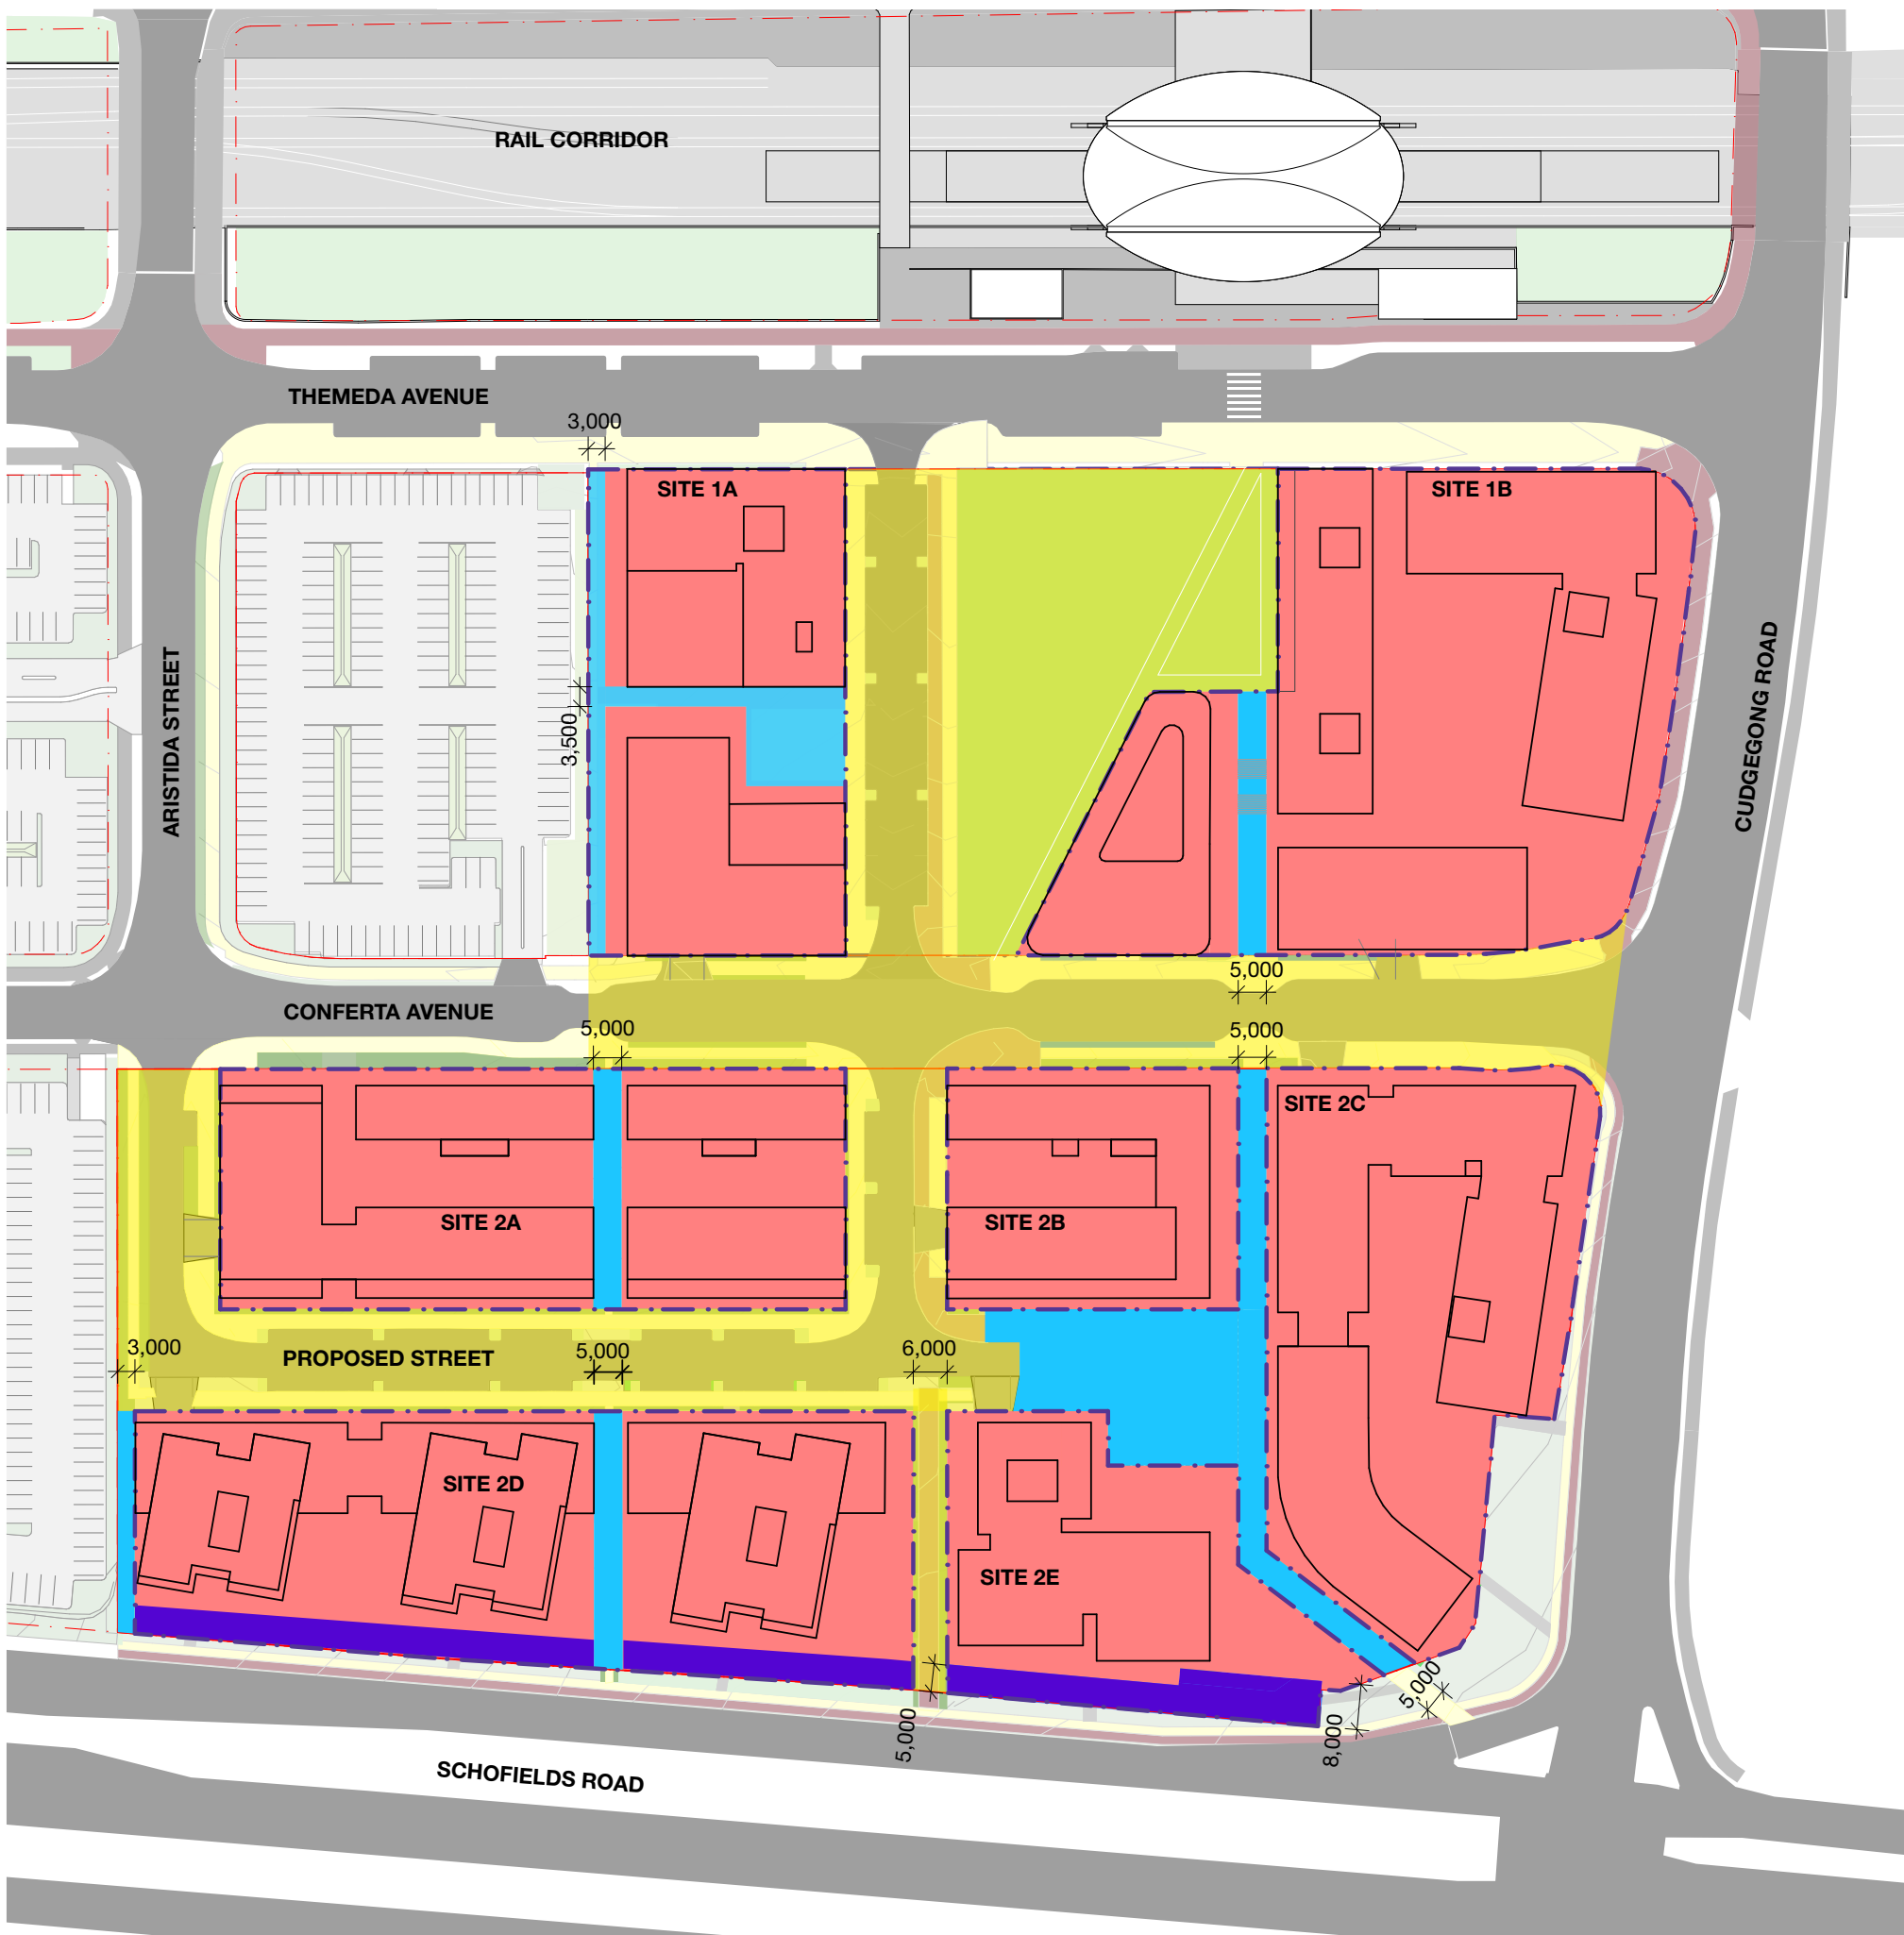 RAIL CORRIDOR
THEMEDA AVENUE
3,000
SITE 1A
SITE 1B
ARISTIDA STREET
CUDGEGONG ROAD
3,500
5,000
CONFERTA AVENUE
5,000
5,000
SITE 2C
SITE 2A
SITE 2B
3,000
PROPOSED STREET
5,000
6,000
SITE 2D
SITE 2E
5,000
5,000
8,000
SCHOFIELDS ROAD